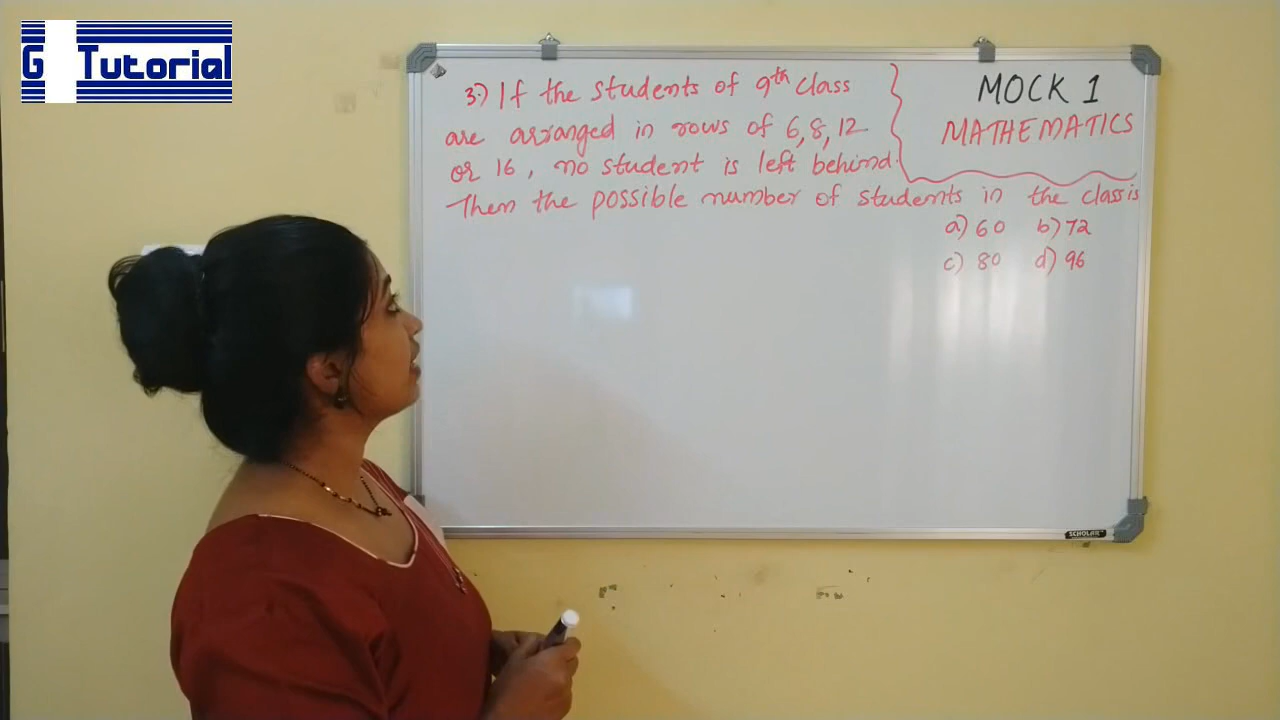 G Tutorial
MOCK 1
MATHEMATICS
3.) If the students of 9th class
are arranged in rows of 6, 8, 12
or 16, no student is left behind.
Then the possible number of students in the class is
a) 60 b) 72
c) 80 d) 96
SCHOLAR